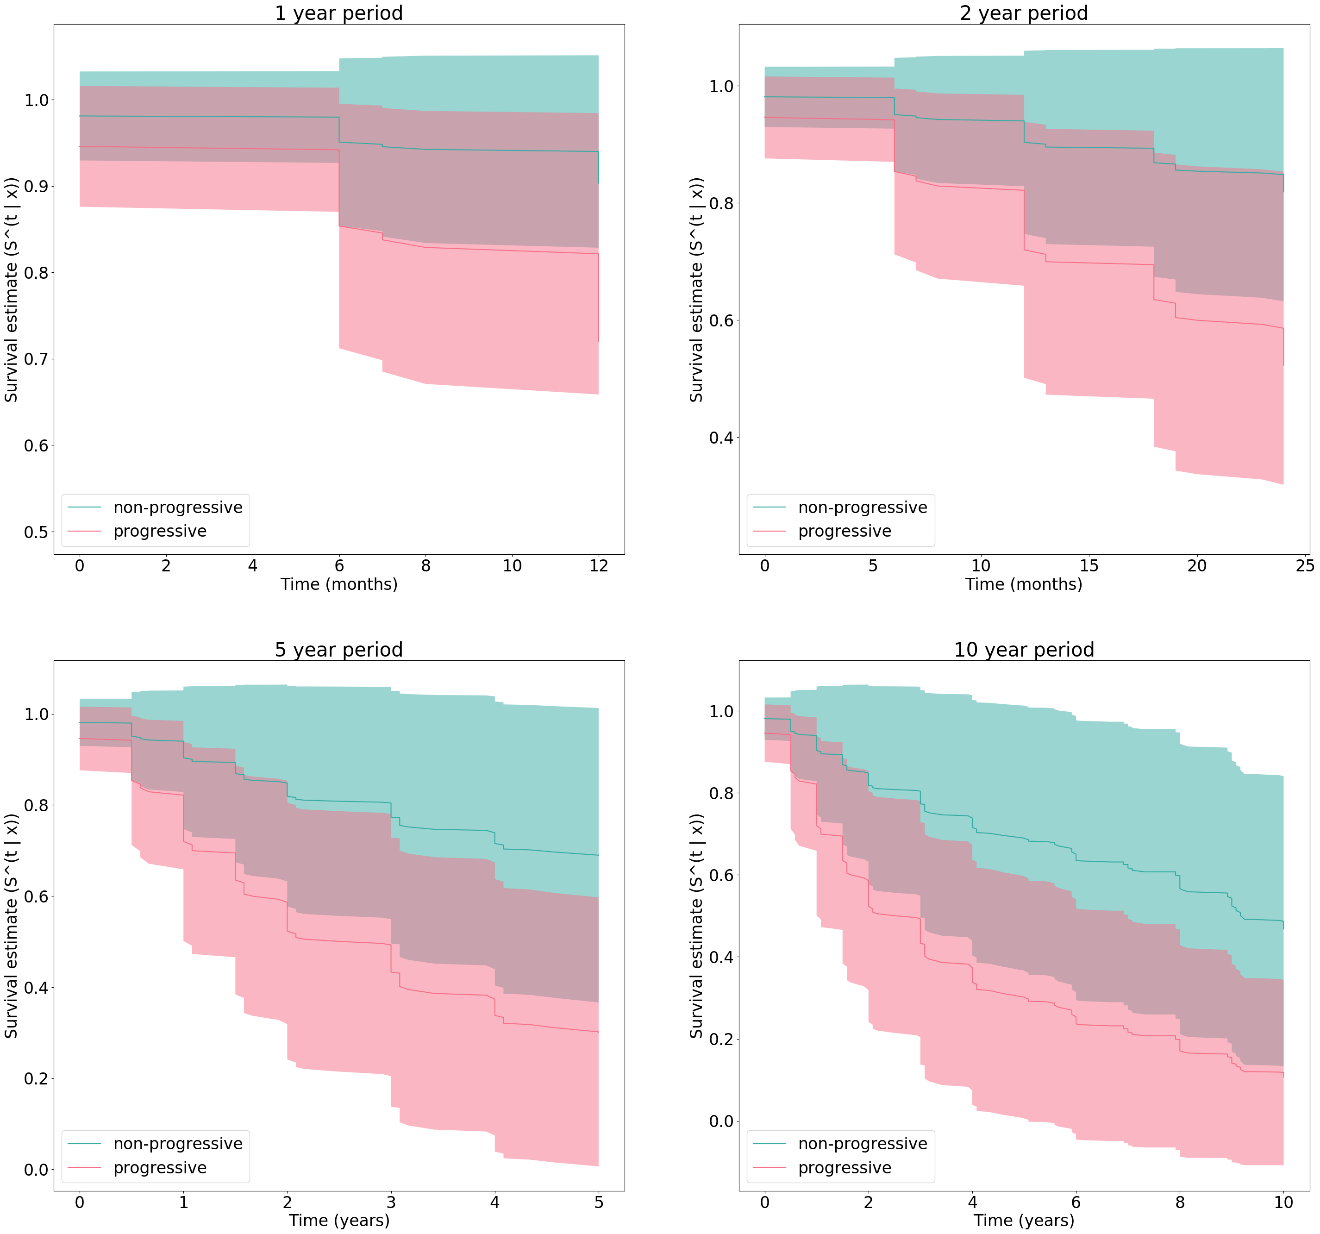 1 year period
Survival estimate (S^(t | x))
1.0
0.9
0.8
0.7
0.6
0.5
non-progressive
progressive
0 2 4 6 8 10 12
Time (months)
2 year period
Survival estimate (S^(t | x))
1.0
0.8
0.6
0.4
non-progressive
progressive
0 5 10 15 20 25
Time (months)
5 year period
Survival estimate (S^(t | x))
1.0
0.8
0.6
0.4
0.2
0.0
non-progressive
progressive
0 1 2 3 4 5
Time (years)
10 year period
Survival estimate (S^(t | x))
1.0
0.8
0.6
0.4
0.2
0.0
non-progressive
progressive
0 2 4 6 8 10
Time (years)